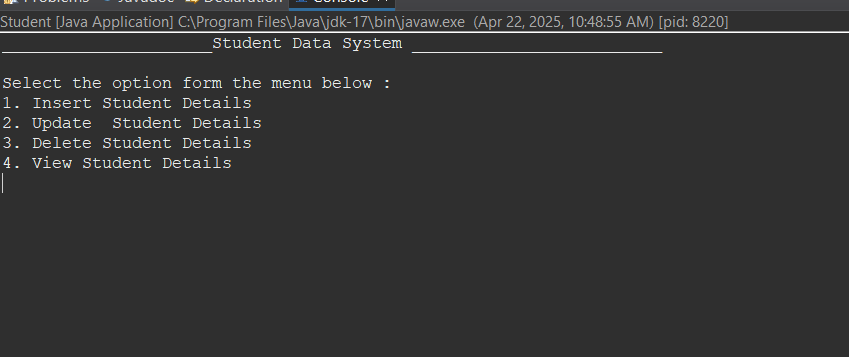 Problems Javadoc Declaration Console
Student [Java Application] C:\Program Files\Java\jdk-17\bin\javaw.exe (Apr 22, 2025, 10:48:55 AM) [pid: 8220]
_____________________Student Data System _________________________
Select the option form the menu below :
1. Insert Student Details
2. Update  Student Details
3. Delete Student Details
4. View Student Details